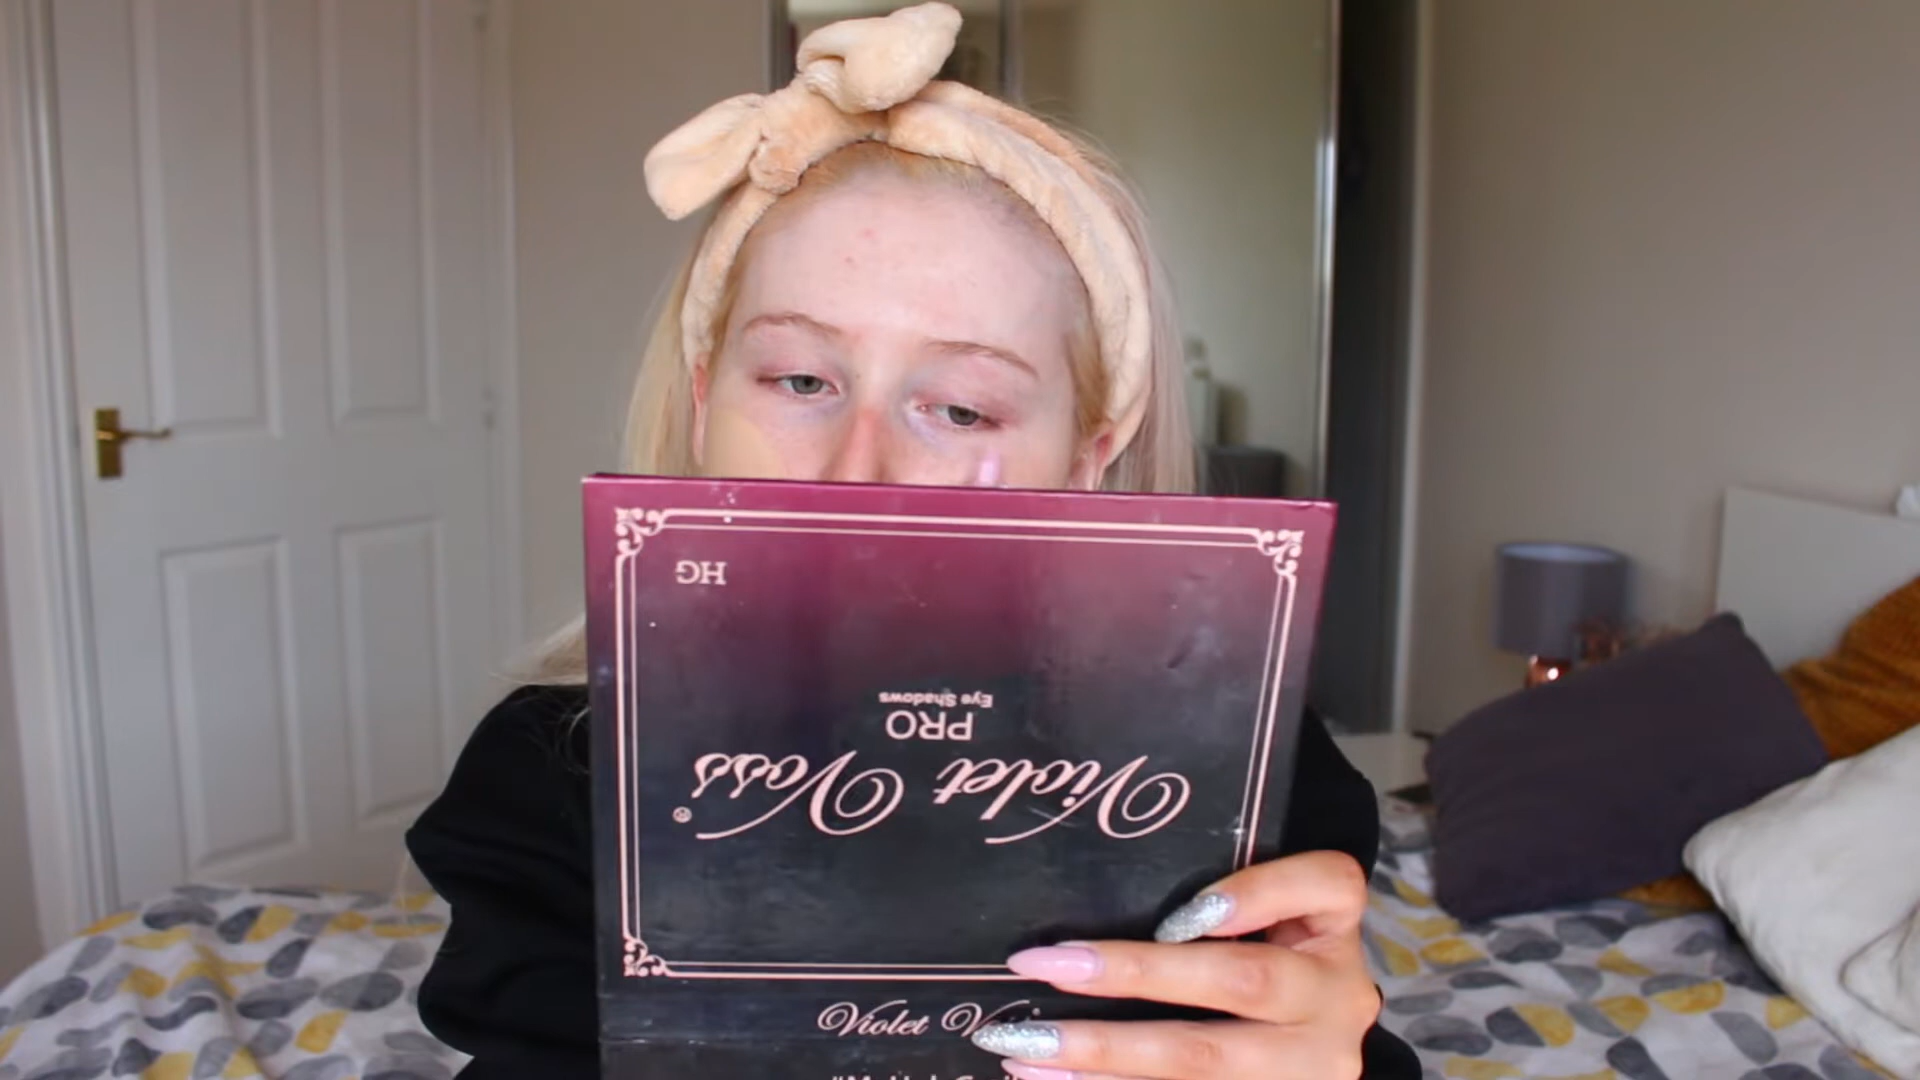 HG
Eye Shadows
PRO
Violet Voss®
Violet